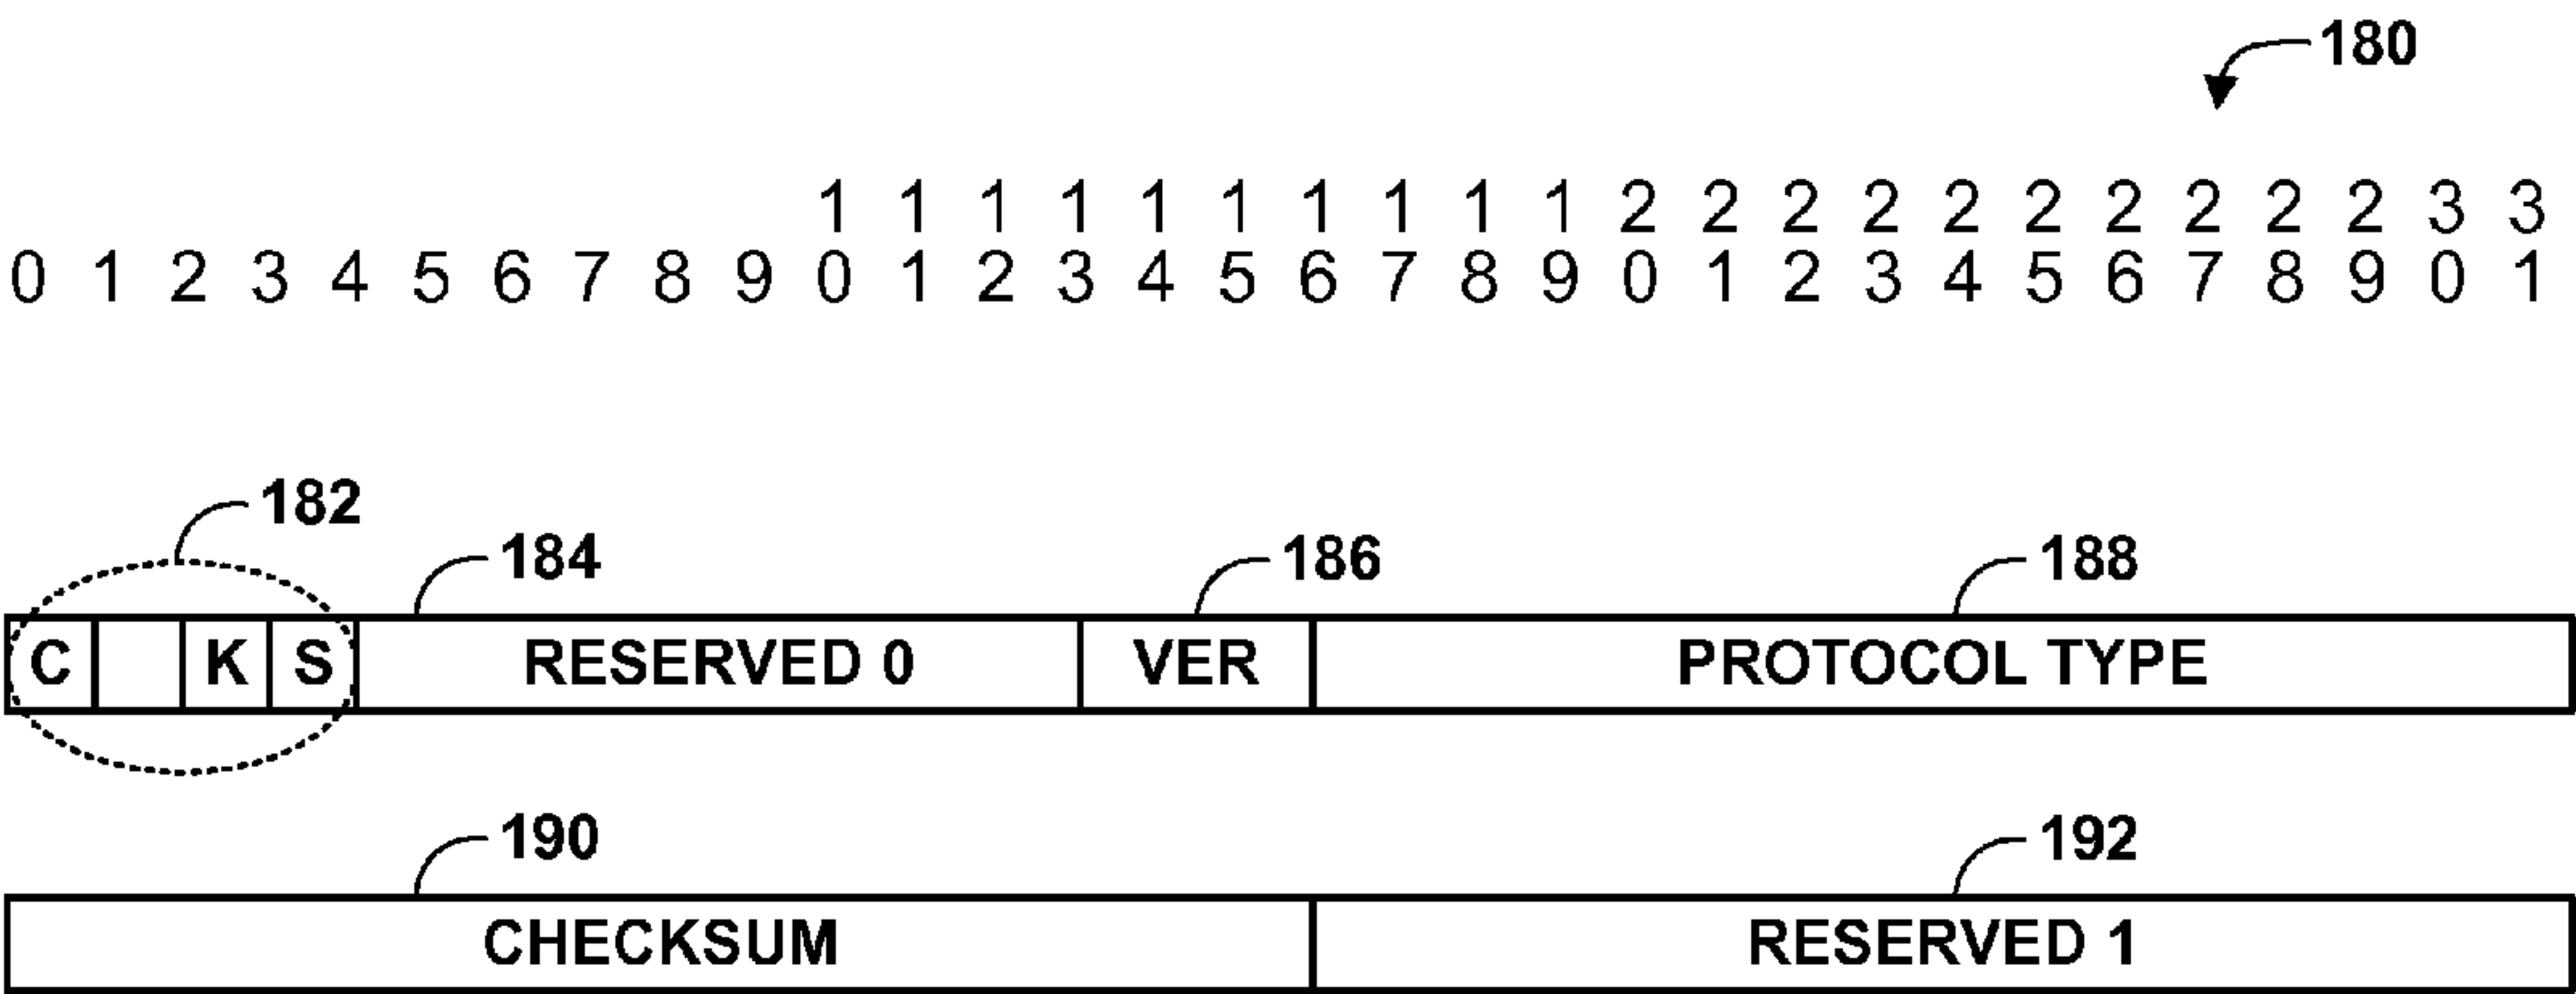 180
1 1 1 1 1 1 1 1 1 1 2 2 2 2 2 2 2 2 2 2 3 3
0 1 2 3 4 5 6 7 8 9 0 1 2 3 4 5 6 7 8 9 0 1 2 3 4 5 6 7 8 9 0 1
182
184 186 188
C K S RESERVED 0 VER PROTOCOL TYPE
190 192
CHECKSUM RESERVED 1